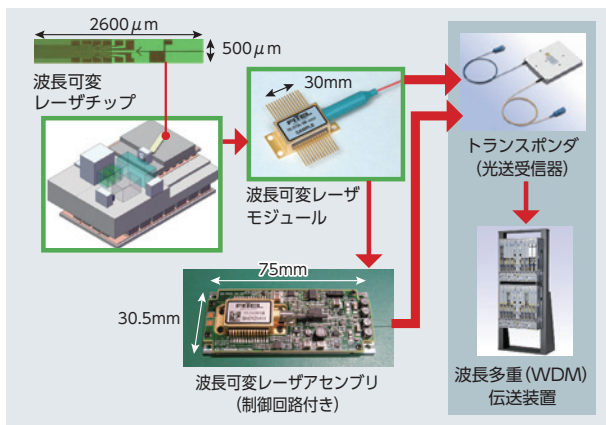 2600μm
500μm
波長可変
レーザチップ
30mm
FITEL
SAMPLE
波長可変レーザ
モジュール
トランスポンダ
(光送受信器)
75mm
30.5mm
FITEL
波長可変レーザアセンブリ
(制御回路付き)
波長多重(WDM)
伝送装置